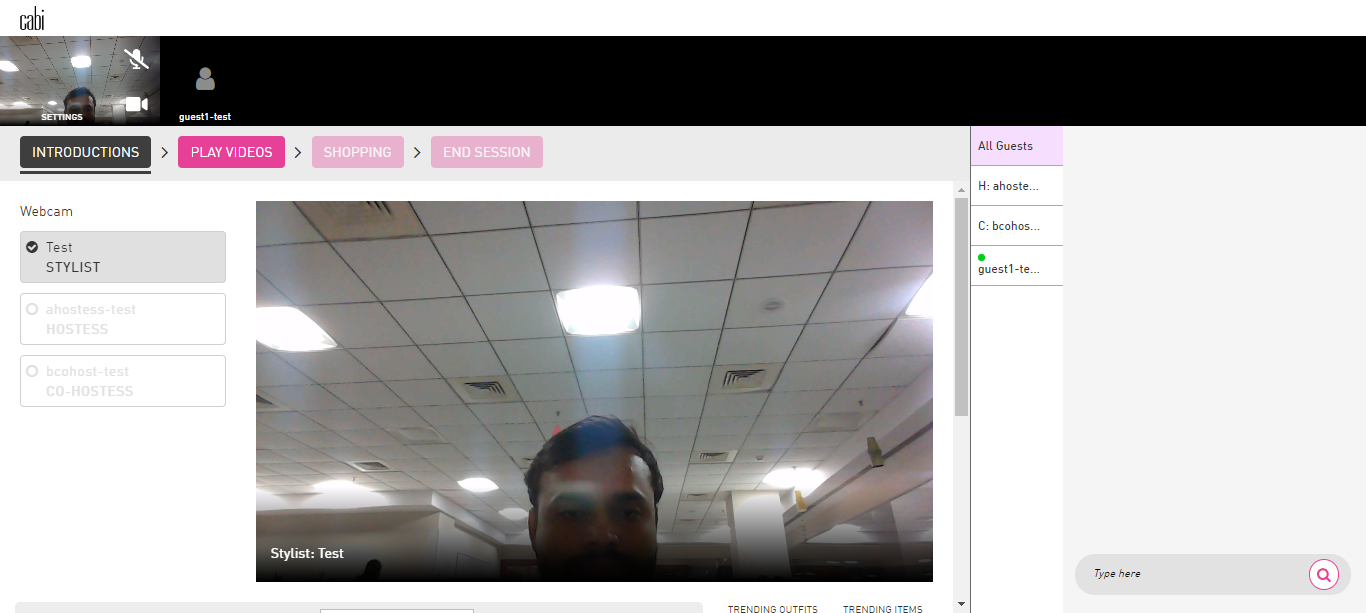 cabi
SETTINGS
guest1-test
INTRODUCTIONS
PLAY VIDEOS
SHOPPING
END SESSION
All Guests
H: ahoste...
C: bcohos...
guest1-te...
Webcam
Test
STYLIST
ahostess-test
HOSTESS
bcohost-test
CO-HOSTESS
Stylist: Test
Type here
TRENDING OUTFITS
TRENDING ITEMS